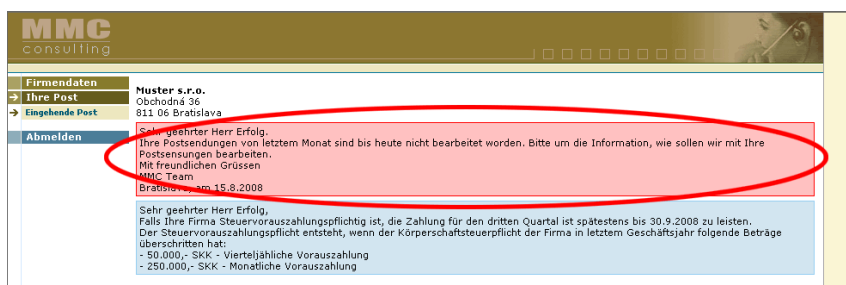 MMC
consulting
Firmendaten
Ihre Post
Eingehende Post
Abmelden
Muster s.r.o.
Obchodná 36
811 06 Bratislava
Sehr geehrter Herr Erfolg.
Ihre Postsendungen von letztem Monat sind bis heute nicht bearbeitet worden. Bitte um die Information, wie sollen wir mit Ihre
Postsensungen bearbeiten.
Mit freundlichen Grüssen
MMC Team
Bratislava, am 15.8.2008
Sehr geehrter Herr Erfolg,
Falls Ihre Firma Steuervorauszahlungspflichtig ist, die Zahlung für den dritten Quartal ist spätestens bis 30.9.2008 zu leisten.
Der Steuervorauszahlungspflicht entsteht, wenn der Körperschaftsteuerpflicht der Firma in letztem Geschäftsjahr folgende Beträge
überschritten hat:
- 50.000,- SKK - Vierteljähliche Vorauszahlung
- 250.000,- SKK - Monatliche Vorauszahlung